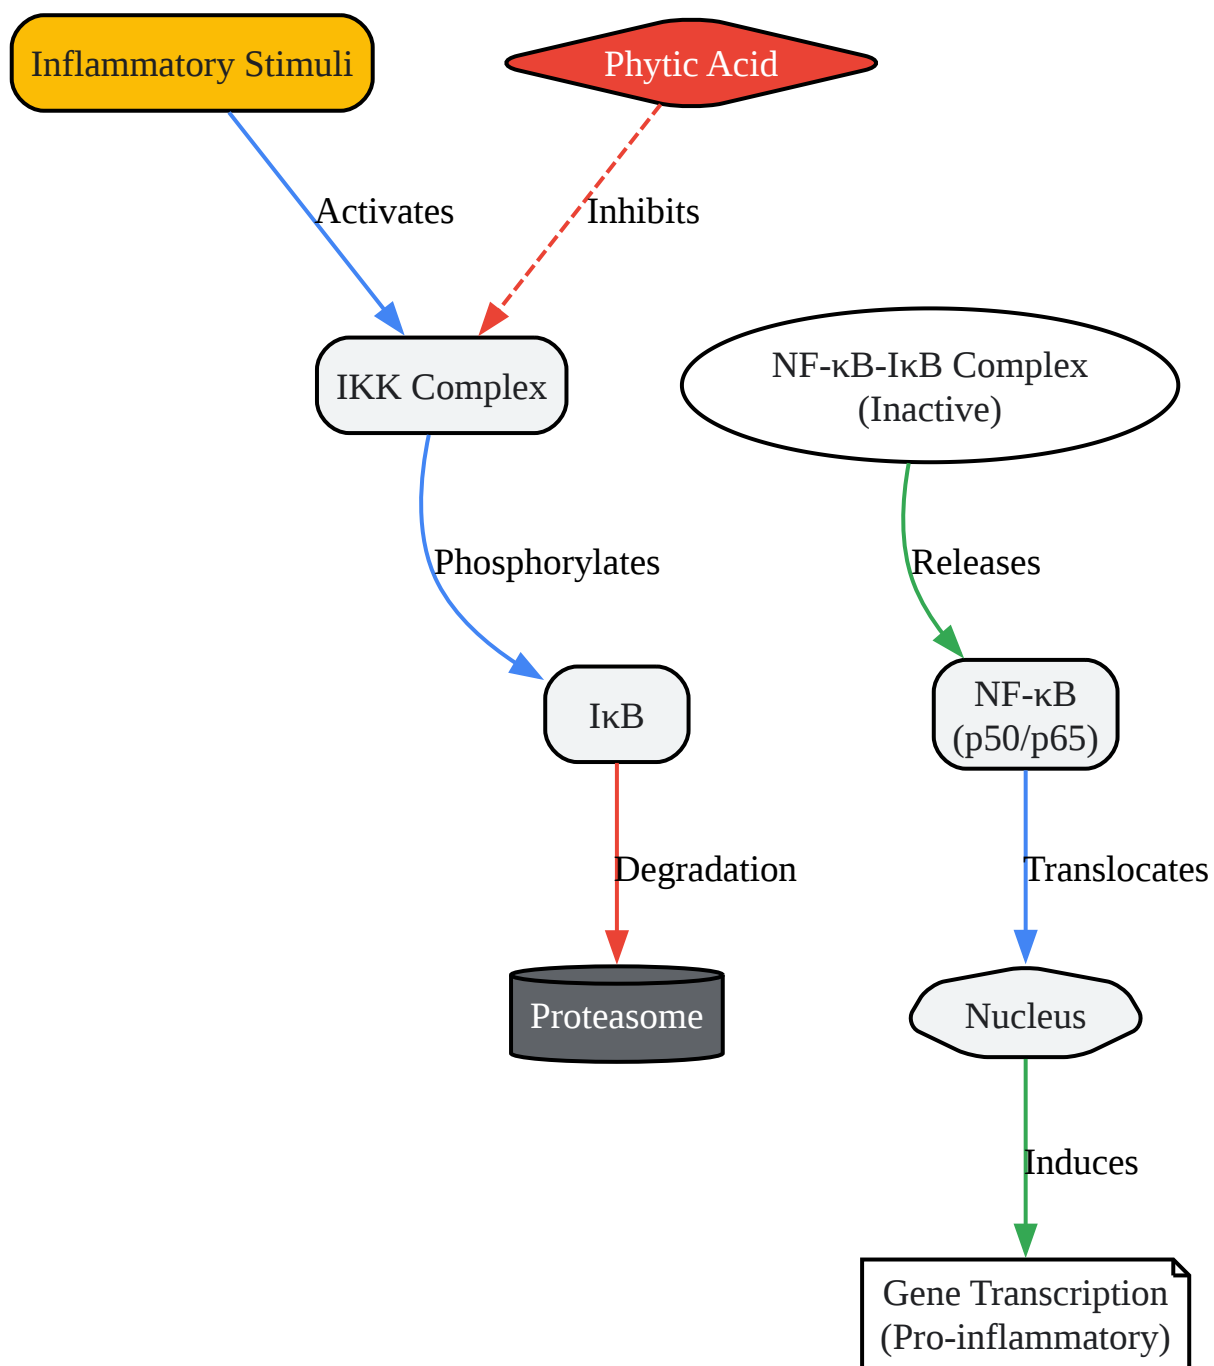 Inflammatory Stimuli
Phytic Acid
Activates
Inhibits
IKK Complex
NF-κB-IκB Complex
(Inactive)
Phosphorylates
Releases
IκB
NF-κB
(p50/p65)
Degradation
Translocates
Proteasome
Nucleus
Induces
Gene Transcription
(Pro-inflammatory)